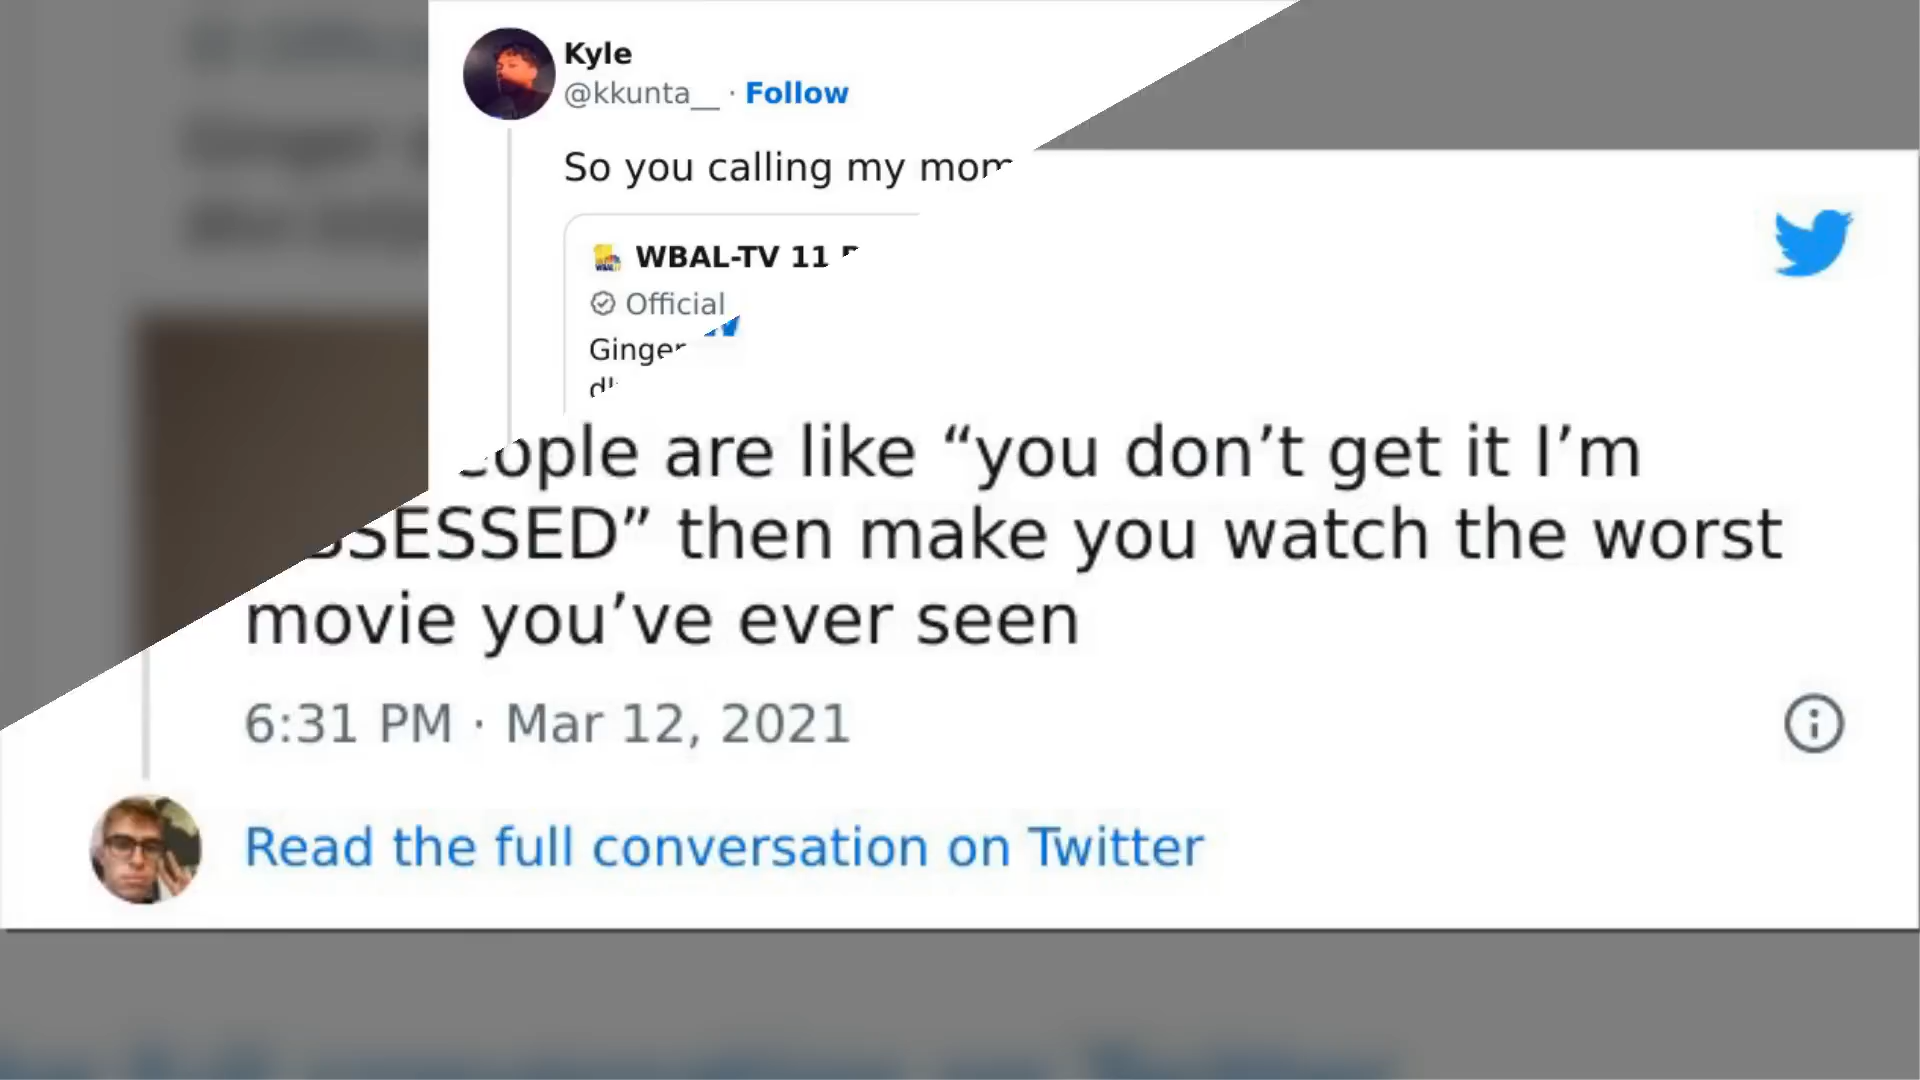 Kyle
@kkunta__ · Follow
So you calling my mom
WBAL-TV 11
Official
Ginger
are like “you don’t get it I’m
then make you watch the worst
movie you’ve ever seen
6:31 PM · Mar 12, 2021
Read the full conversation on Twitter